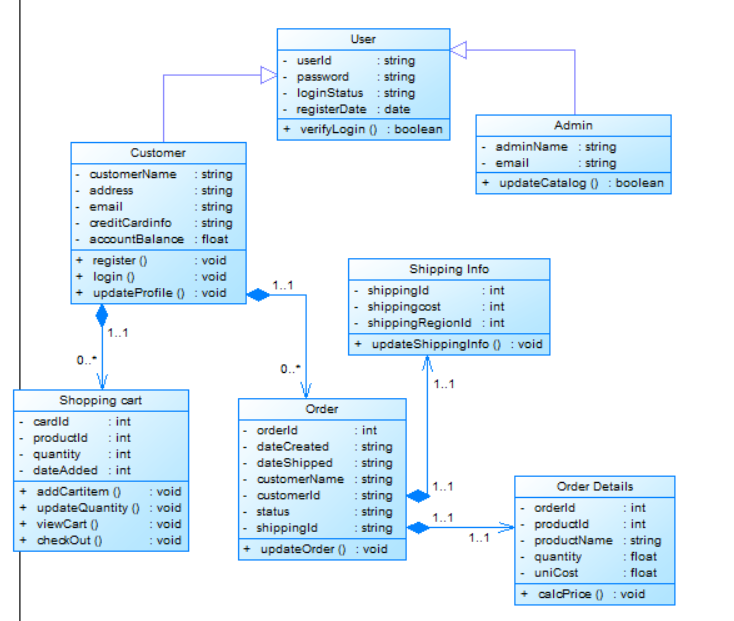 User
- userId : string
- password : string
- loginStatus : string
- registerDate : date
+ verifyLogin () : boolean
Admin
- adminName : string
- email : string
+ updateCatalog () : boolean
Customer
- customerName : string
- address : string
- email : string
- creditCardinfo : string
- accountBalance : float
+ register () : void
+ login () : void
+ updateProfile () : void
1..1
0..*
1..1
0..*
Shipping Info
- shippingId : int
- shippingcost : int
- shippingRegionId : int
+ updateShippingInfo () : void
1..1
Shopping cart
- cardId : int
- productId : int
- quantity : int
- dateAdded : int
+ addCartitem () : void
+ updateQuantity () : void
+ viewCart () : void
+ checkOut () : void
Order
- orderId : int
- dateCreated : string
- dateShipped : string
- customerName : string
- customerId : string
- status : string
- shippingId : string
+ updateOrder () : void
1..1
1..1
1..1
Order Details
- orderId : int
- productId : int
- productName : string
- quantity : float
- uniCost : float
+ calcPrice () : void